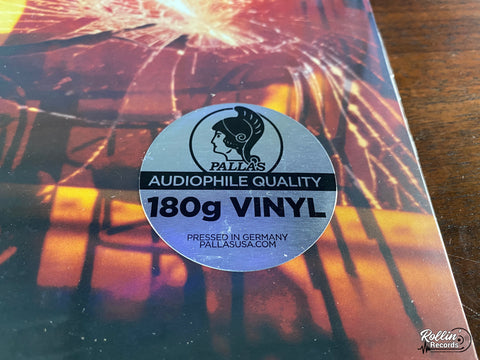 PALLAS
AUDIOPHILE QUALITY
180g VINYL
PRESSED IN GERMANY
PALLASUSA.COM
Rollin
Records